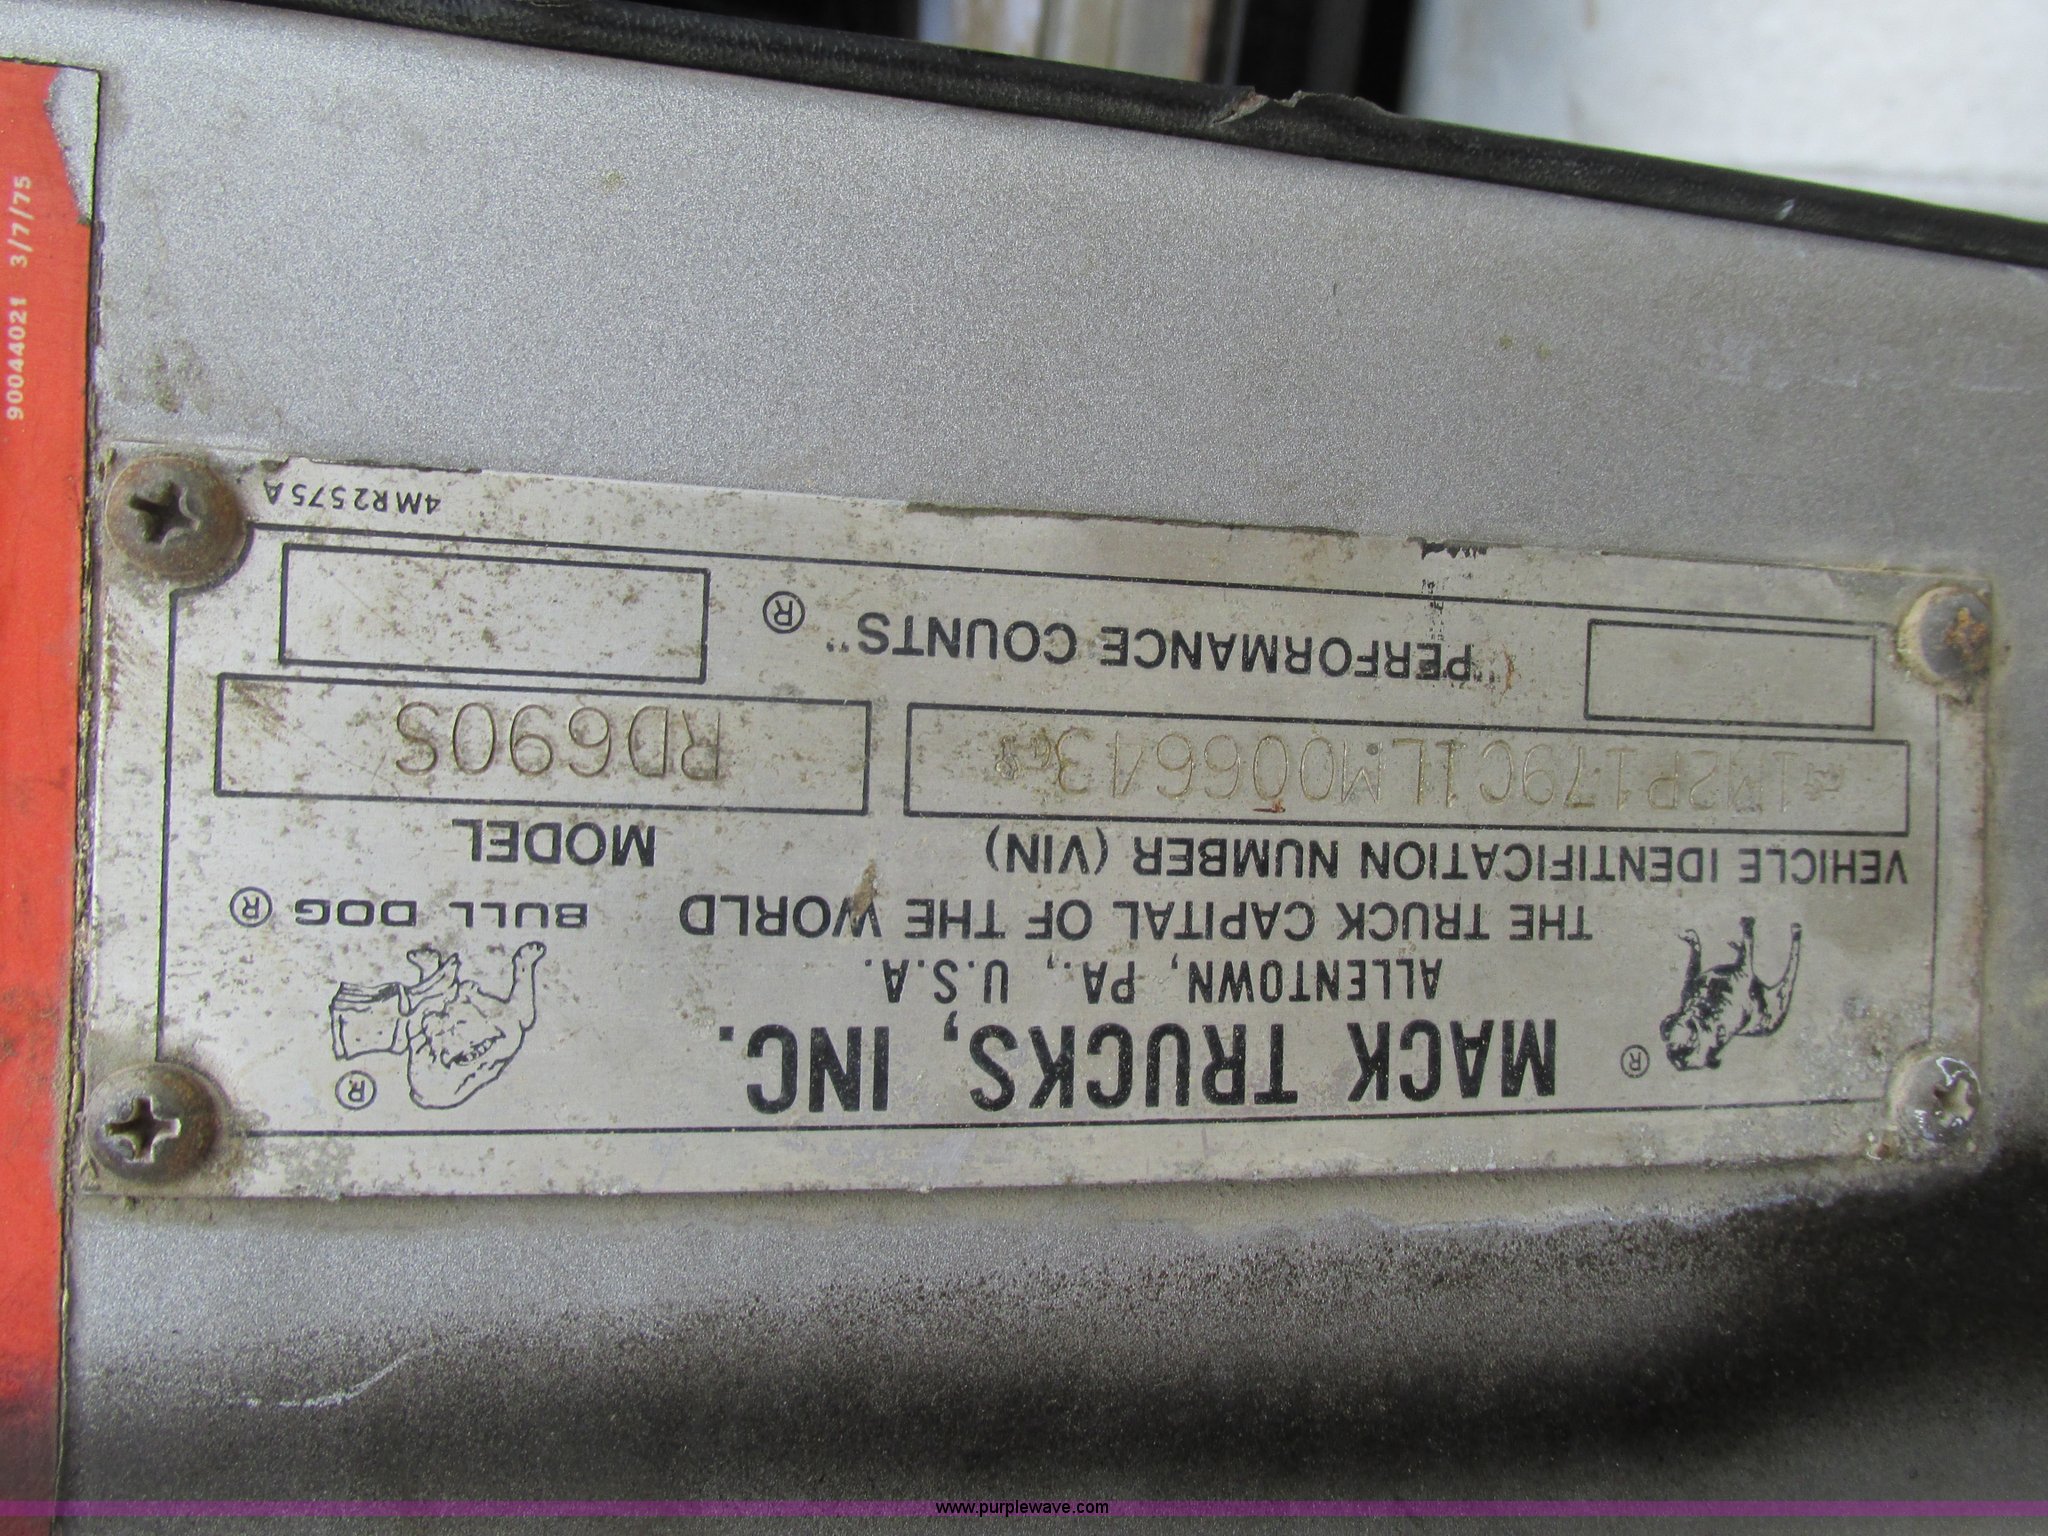 MACK TRUCKS, INC.
®
®
ALLENTOWN, PA., U.S.A.
THE TRUCK CAPITAL OF THE WORLD
BULL DOG ®
VEHICLE IDENTIFICATION NUMBER (VIN)
MODEL
1M2P179C1LM006643
RD690S
"PERFORMANCE COUNTS" ®
4MR2575A
90044021 3/7/75
www.purplewave.com